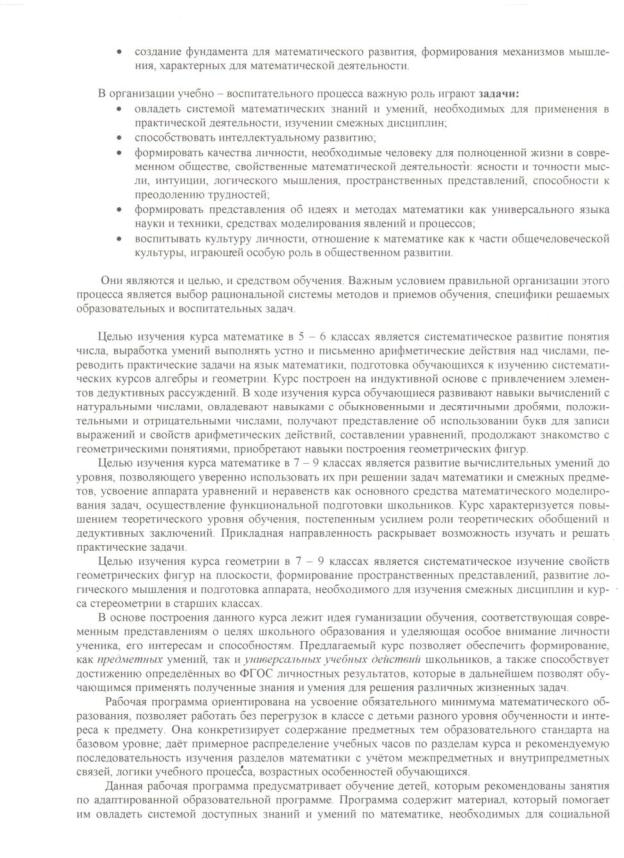 • создание фундамента для математического развития, формирования механизмов мышле-
ния, характерных для математической деятельности.
В организации учебно – воспитательного процесса важную роль играют задачи:
• овладеть системой математических знаний и умений, необходимых для применения в
практической деятельности, изучении смежных дисциплин;
• способствовать интеллектуальному развитию;
• формировать качества личности, необходимые человеку для полноценной жизни в совре-
менном обществе, свойственные математической деятельности: ясности и точности мыс-
ли, интуиции, логического мышления, пространственных представлений, способности к
преодолению трудностей;
• формировать представления об идеях и методах математики как универсального языка
науки и техники, средствах моделирования явлений и процессов;
• воспитывать культуру личности, отношение к математике как к части общечеловеческой
культуры, играющей особую роль в общественном развитии.
Они являются и целью, и средством обучения. Важным условием правильной организации этого
процесса является выбор рациональной системы методов и приемов обучения, специфики решаемых
образовательных и воспитательных задач.
Целью изучения курса математике в 5 – 6 классах является систематическое развитие понятия
числа, выработка умений выполнять устно и письменно арифметические действия над числами, пе-
реводить практические задачи на язык математики, подготовка обучающихся к изучению системати-
ческих курсов алгебры и геометрии. Курс построен на индуктивной основе с привлечением элемен-
тов дедуктивных рассуждений. В ходе изучения курса обучающиеся развивают навыки вычислений с
натуральными числами, овладевают навыками с обыкновенными и десятичными дробями, положи-
тельными и отрицательными числами, получают представление об использовании букв для записи
выражений и свойств арифметических действий, составлении уравнений, продолжают знакомство с
геометрическими понятиями, приобретают навыки построения геометрических фигур.
Целью изучения курса математике в 7 – 9 классах является развитие вычислительных умений до
уровня, позволяющего уверенно использовать их при решении задач математики и смежных предме-
тов, усвоение аппарата уравнений и неравенств как основного средства математического моделиро-
вания задач, осуществление функциональной подготовки школьников. Курс характеризуется повы-
шением теоретического уровня обучения, постепенным усилием роли теоретических обобщений и
дедуктивных заключений. Прикладная направленность раскрывает возможность изучать и решать
практические задачи.
Целью изучения курса геометрии в 7 – 9 классах является систематическое изучение свойств
геометрических фигур на плоскости, формирование пространственных представлений, развитие ло-
гического мышления и подготовка аппарата, необходимого для изучения смежных дисциплин и кур-
са стереометрии в старших классах.
В основе построения данного курса лежит идея гуманизации обучения, соответствующая совре-
менным представлениям о целях школьного образования и уделяющая особое внимание личности
ученика, его интересам и способностям. Предлагаемый курс позволяет обеспечить формирование,
как предметных умений, так и универсальных учебных действий школьников, а также способствует
достижению определённых во ФГОС личностных результатов, которые в дальнейшем позволят обу-
чающимся применять полученные знания и умения для решения различных жизненных задач.
Рабочая программа ориентирована на усвоение обязательного минимума математического об-
разования, позволяет работать без перегрузок в классе с детьми разного уровня обученности и инте-
реса к предмету. Она конкретизирует содержание предметных тем образовательного стандарта на
базовом уровне; даёт примерное распределение учебных часов по разделам курса и рекомендуемую
последовательность изучения разделов математики с учётом межпредметных и внутрипредметных
связей, логики учебного процесса, возрастных особенностей обучающихся.
Данная рабочая программа предусматривает обучение детей, которым рекомендованы занятия
по адаптированной образовательной программе. Программа содержит материал, который помогает
им овладеть системой доступных знаний и умений по математике, необходимых для социальной